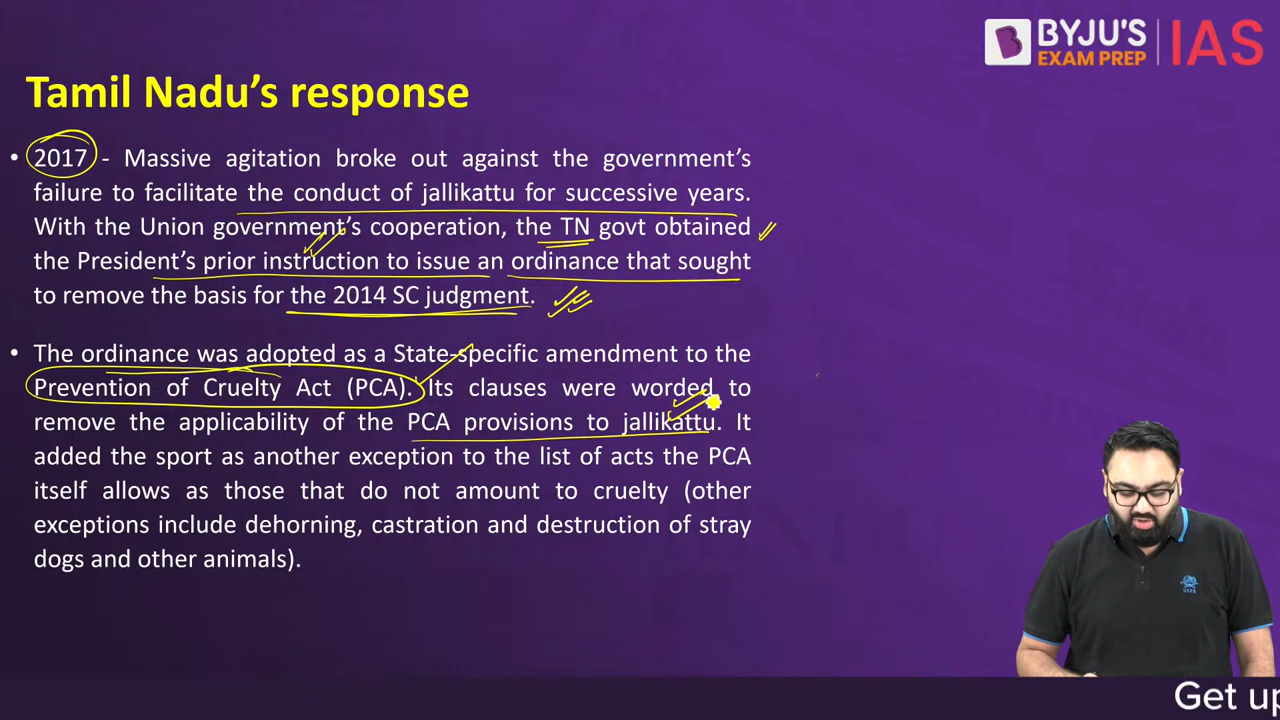 BYJU'S
EXAM PREP
IAS
Tamil Nadu's response
• 2017 - Massive agitation broke out against the government's
failure to facilitate the conduct of jallikattu for successive years.
With the Union government's cooperation, the TN govt obtained
the President's prior instruction to issue an ordinance that sought
to remove the basis for the 2014 SC judgment.
• The ordinance was adopted as a State-specific amendment to the
Prevention of Cruelty Act (PCA). Its clauses were worded to
remove the applicability of the PCA provisions to jallikattu. It
added the sport as another exception to the list of acts the PCA
itself allows as those that do not amount to cruelty (other
exceptions include dehorning, castration and destruction of stray
dogs and other animals).
Get up